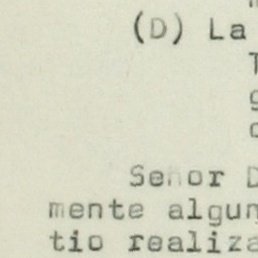 (D) La
Señor D
mente algun
tio realiza